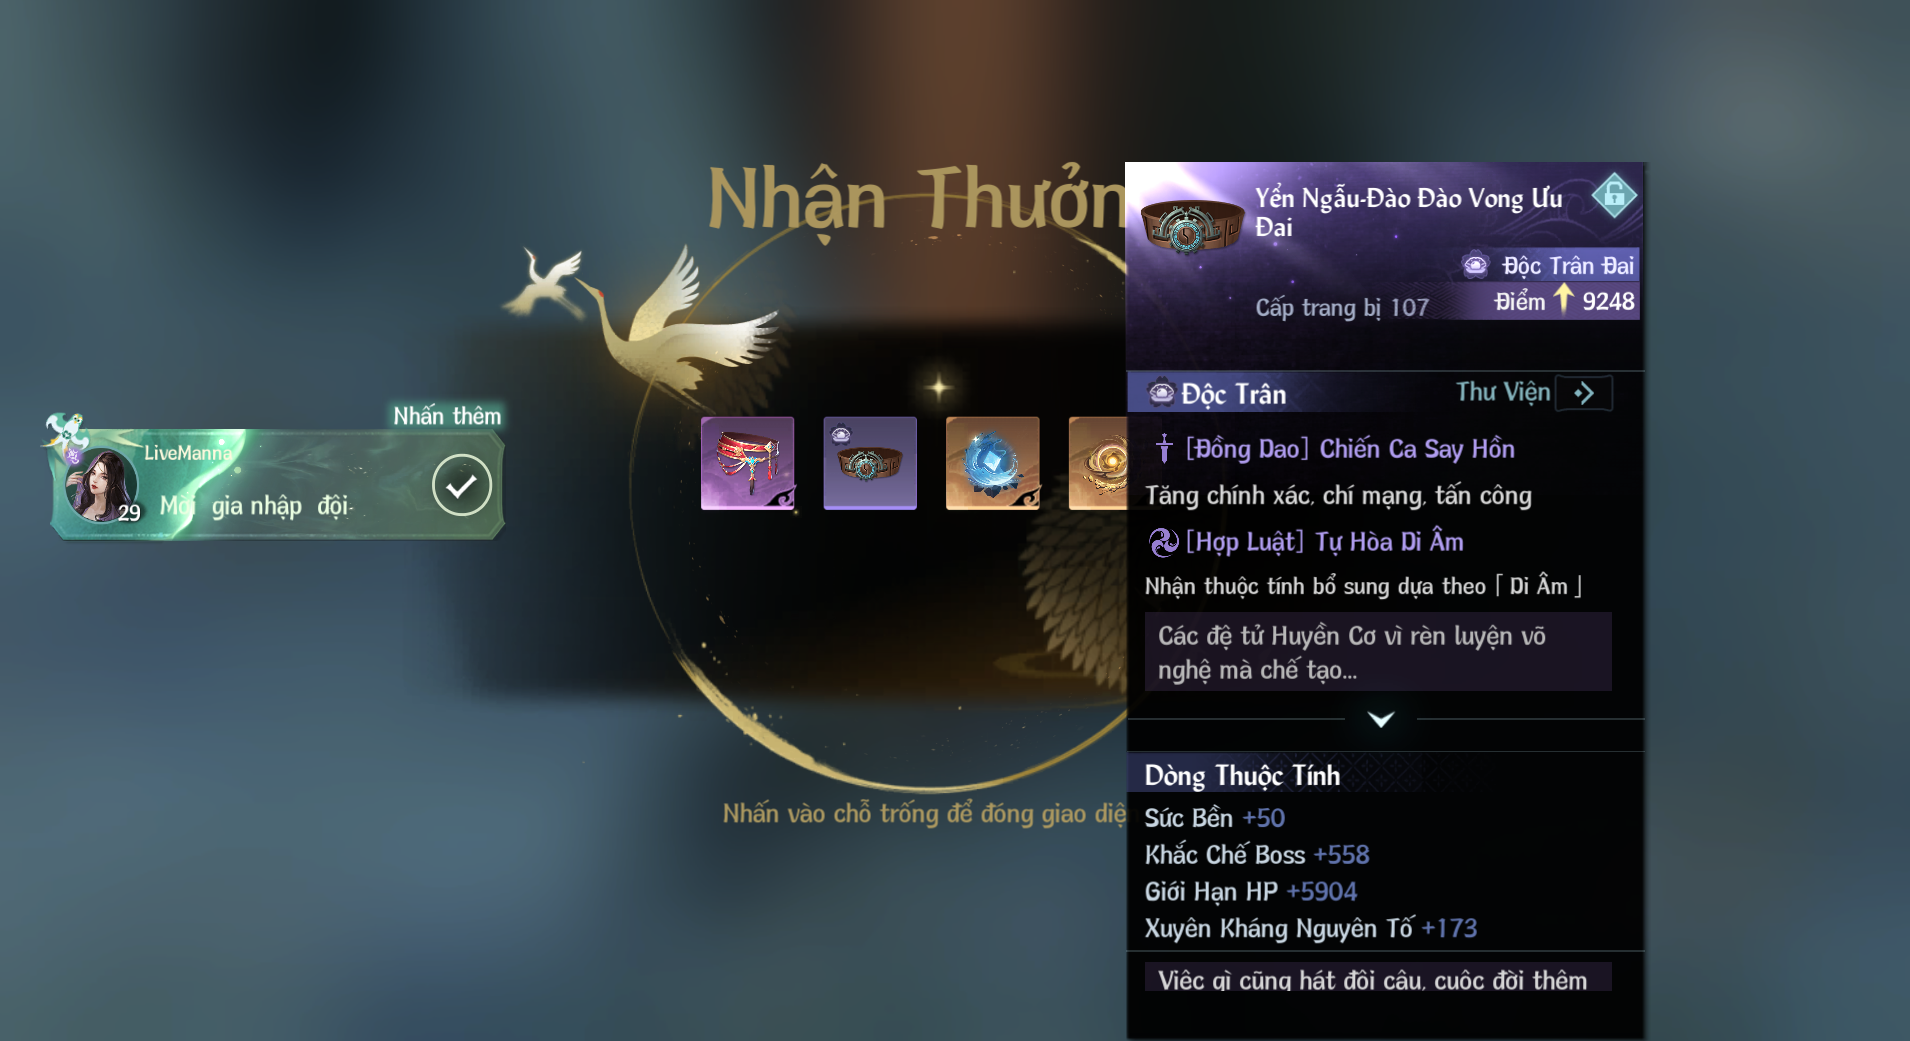 Nhận Thưởn
Nhấn thêm
LiveManna
Mời gia nhập đội
29
Nhấn vào chỗ trống để đóng giao diện
Yển Ngẫu-Đào Đào Vong Ưu
Đai
Độc Trân Đai
Cấp trang bị 107
Điểm 9248
Độc Trân
Thư Viện
[Đồng Dao] Chiến Ca Say Hồn
Tăng chính xác, chí mạng, tấn công
[Hợp Luật] Tự Hòa Di Âm
Nhận thuộc tính bổ sung dựa theo「Di Âm」
Các đệ tử Huyền Cơ vì rèn luyện võ
nghệ mà chế tạo...
Dòng Thuộc Tính
Sức Bền +50
Khắc Chế Boss +558
Giới Hạn HP +5904
Xuyên Kháng Nguyên Tố +173
Việc gì cũng hát đôi câu, cuộc đời thêm